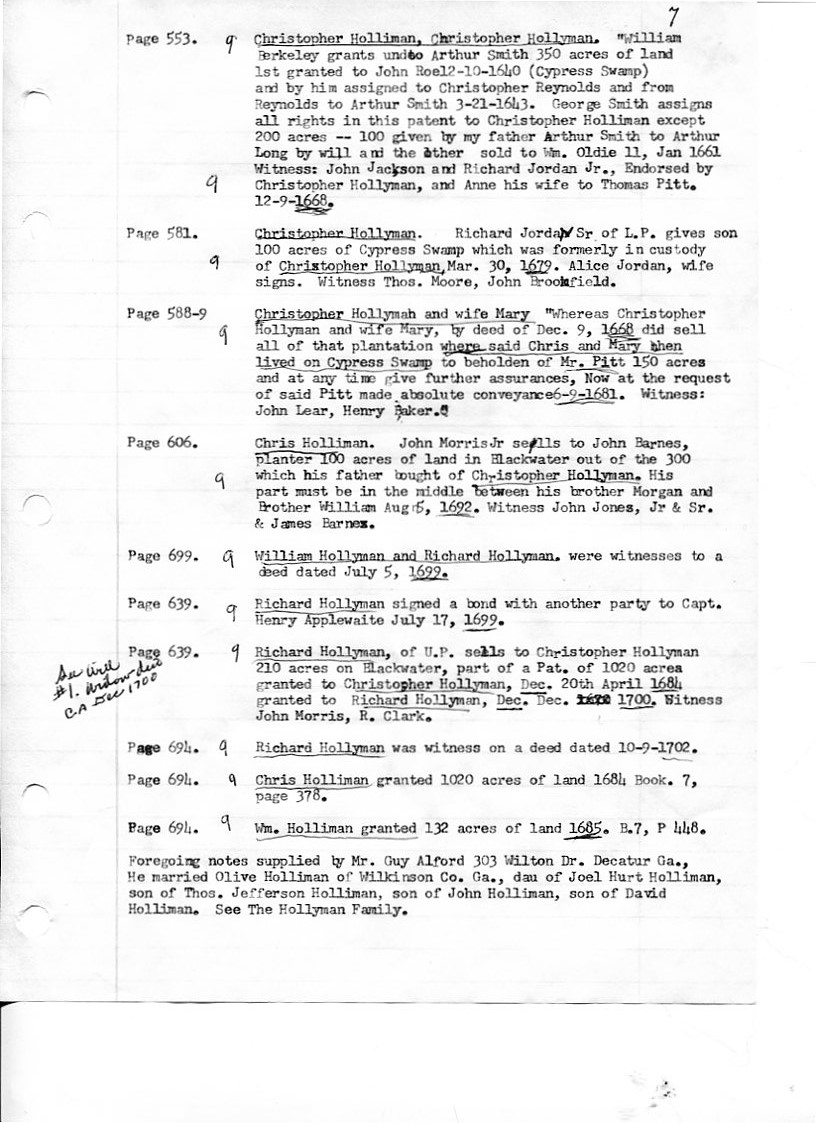 7
Page 553. 9 Christopher Holliman, Christopher Hollyman. "William
Berkeley grants undto Arthur Smith 350 acres of land
1st granted to John Roe12-10-1640 (Cypress Swamp)
and by him assigned to Christopher Reynolds and from
Reynolds to Arthur Smith 3-21-1643. George Smith assigns
all rights in this patent to Christopher Holliman except
200 acres -- 100 given by my father Arthur Smith to Arthur
Long by will and the other sold to Wm. Oldie 11, Jan 1661
Witness: John Jackson and Richard Jordan Jr., Endorsed by
9 Christopher Hollyman, and Anne his wife to Thomas Pitt.
12-9-1668.
Page 581. Christopher Hollyman. Richard Jordan Sr of L.P. gives son
100 acres of Cypress Swamp which was formerly in custody
9 of Christopher Hollyman, Mar. 30, 1679. Alice Jordan, wife
signs. Witness Thos. Moore, John Brookfield.
Page 588-9 Christopher Hollymah and wife Mary "Whereas Christopher
9 Hollyman and wife Mary, by deed of Dec. 9, 1668 did sell
all of that plantation where said Chris and Mary then
lived on Cypress Swamp to beholden of Mr. Pitt 150 acres
and at any time give further assurances, Now at the request
of said Pitt made absolute conveyance6-9-1681. Witness:
John Lear, Henry Baker.
Page 606. Chris Holliman. John Morris Jr sells to John Barnes,
planter 100 acres of land in Blackwater out of the 300
9 which his father bought of Christopher Hollyman. His
part must be in the middle between his brother Morgan and
Brother William Aug 5, 1692. Witness John Jones, Jr & Sr.
& James Barnes.
Page 699. 9 William Hollyman and Richard Hollyman. were witnesses to a
deed dated July 5, 1699.
Page 639. 9 Richard Hollyman signed a bond with another party to Capt.
Henry Applewaite July 17, 1699.
Page 639. 9 Richard Hollyman, of U.P. sells to Christopher Hollyman
210 acres on Blackwater, part of a Pat. of 1020 acrea
granted to Christopher Hollyman, Dec. 20th April 1684
granted to Richard Hollyman, Dec. Dec. 1700. Witness
John Morris, R. Clark.
See Will
#1. Widow
Dec 1700
Page 694. 9 Richard Hollyman was witness on a deed dated 10-9-1702.
Page 694. 9 Chris Holliman granted 1020 acres of land 1684 Book. 7,
page 378.
Page 694. 9 Wm. Holliman granted 132 acres of land 1685. B.7, P 448.
Foregoing notes supplied by Mr. Guy Alford 303 Wilton Dr. Decatur Ga.,
He married Olive Holliman of Wilkinson Co. Ga., dau of Joel Hurt Holliman,
son of Thos. Jefferson Holliman, son of John Holliman, son of David
Holliman. See The Hollyman Family.